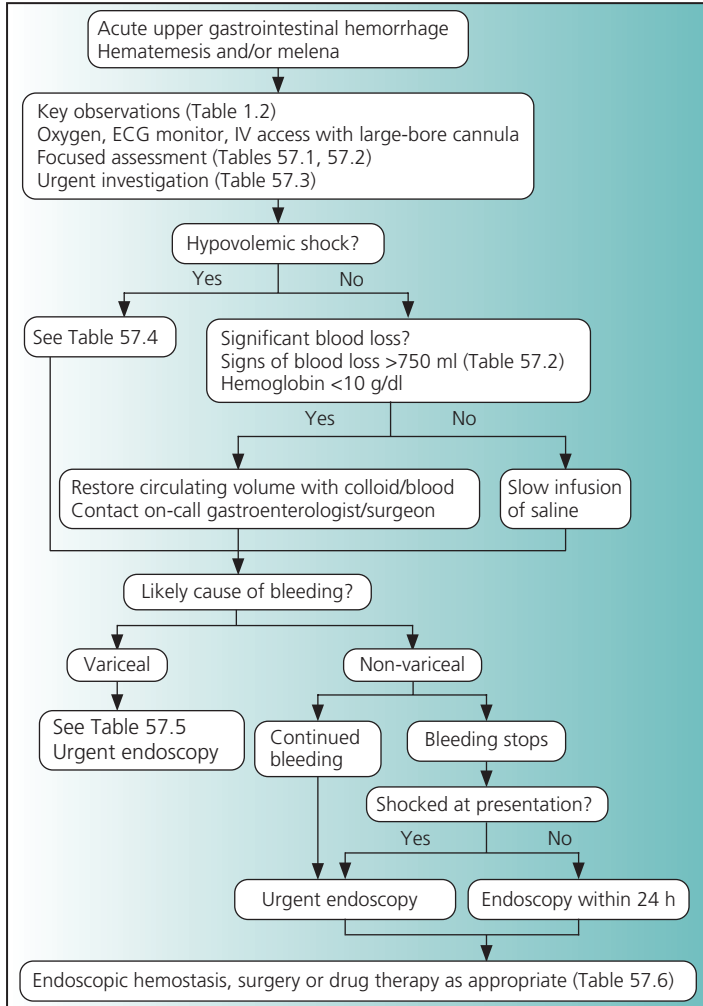 Acute upper gastrointestinal hemorrhage
Hematemesis and/or melena
Key observations (Table 1.2)
Oxygen, ECG monitor, IV access with large-bore cannula
Focused assessment (Tables 57.1, 57.2)
Urgent investigation (Table 57.3)
Hypovolemic shock?
Yes
No
See Table 57.4
Significant blood loss?
Signs of blood loss >750 ml (Table 57.2)
Hemoglobin <10 g/dl
Yes
No
Restore circulating volume with colloid/blood
Contact on-call gastroenterologist/surgeon
Slow infusion
of saline
Likely cause of bleeding?
Variceal
Non-variceal
See Table 57.5
Urgent endoscopy
Continued
bleeding
Bleeding stops
Shocked at presentation?
Yes
No
Urgent endoscopy
Endoscopy within 24 h
Endoscopic hemostasis, surgery or drug therapy as appropriate (Table 57.6)